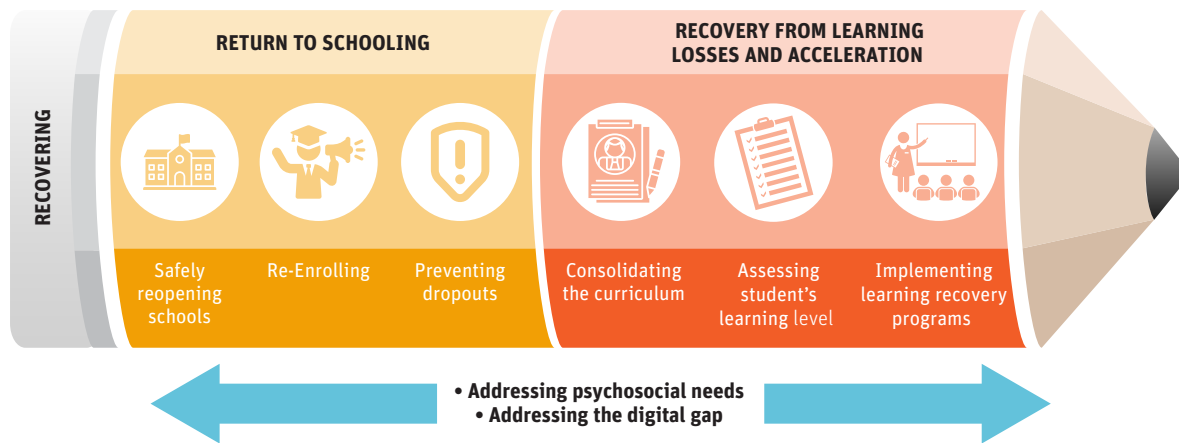 RECOVERING
RETURN TO SCHOOLING
RECOVERY FROM LEARNING
LOSSES AND ACCELERATION
Safely
reopening
schools
Re-Enrolling
Preventing
dropouts
Consolidating
the curriculum
Assessing
student’s
learning level
Implementing
learning recovery
programs
• Addressing psychosocial needs
• Addressing the digital gap